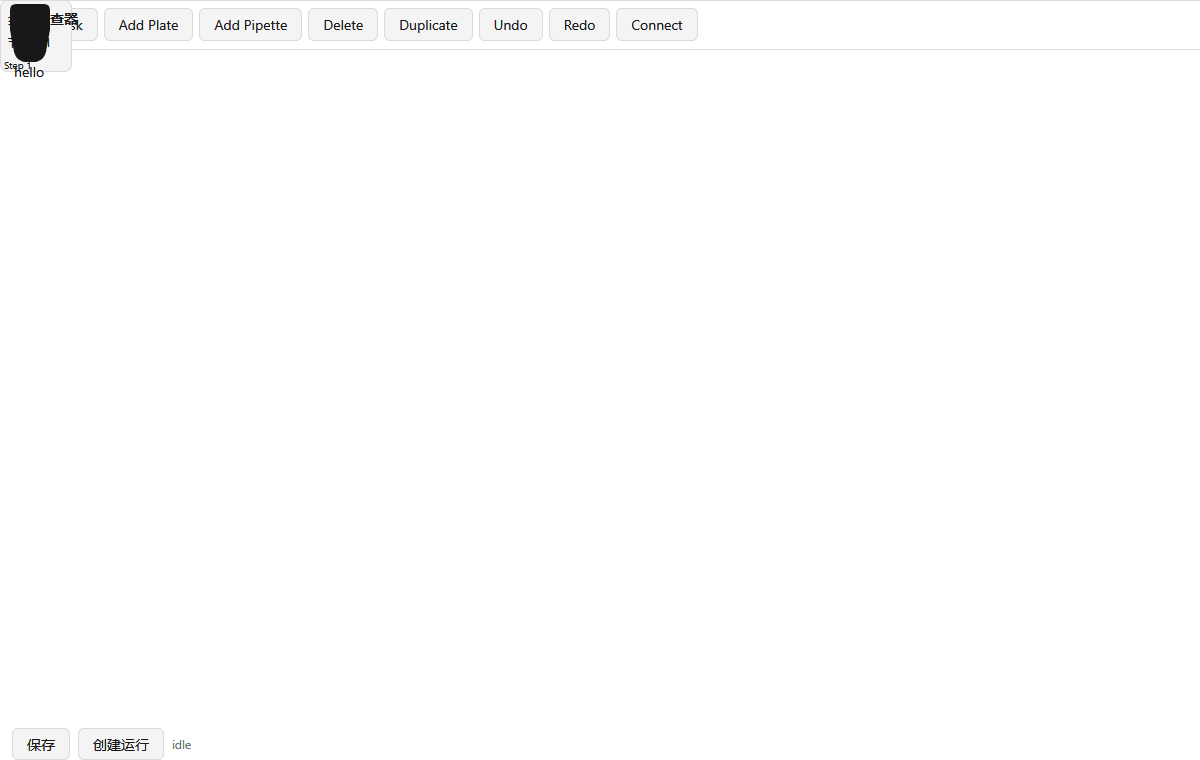 查器
k
Add Plate
Add Pipette
Delete
Duplicate
Undo
Redo
Connect
Step 1
hello
保存
创建运行
idle